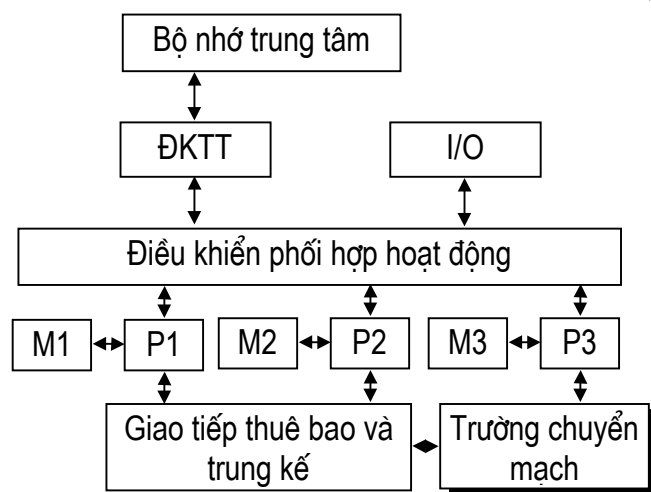 Bộ nhớ trung tâm
ĐKTT
I/O
Điều khiển phối hợp hoạt động
M1
P1
M2
P2
M3
P3
Giao tiếp thuê bao và
trung kế
Trường chuyển
mạch